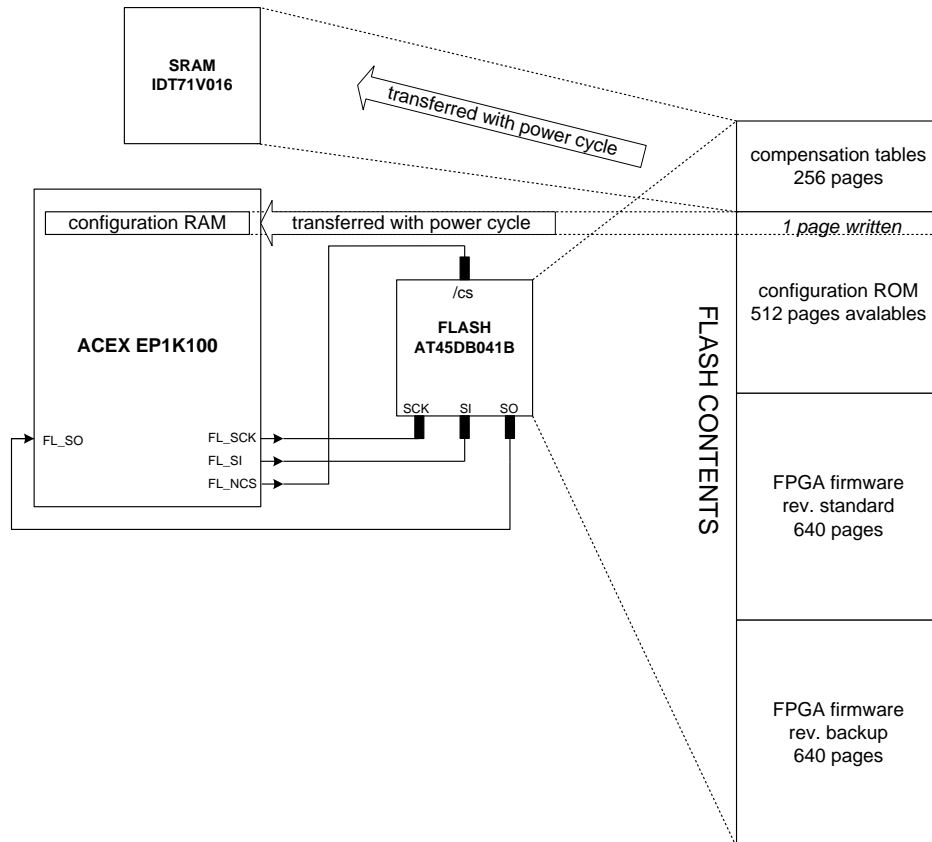 SRAM
IDT71V016
transferred with power cycle
compensation tables
256 pages
configuration RAM
transferred with power cycle
1 page written
/cs
FLASH
AT45DB041B
configuration ROM
512 pages avalables
ACEX EP1K100
FLASH CONTENTS
SCK
SI
SO
FL_SO
FL_SCK
FL_SI
FL_NCS
FPGA firmware
rev. standard
640 pages
FPGA firmware
rev. backup
640 pages